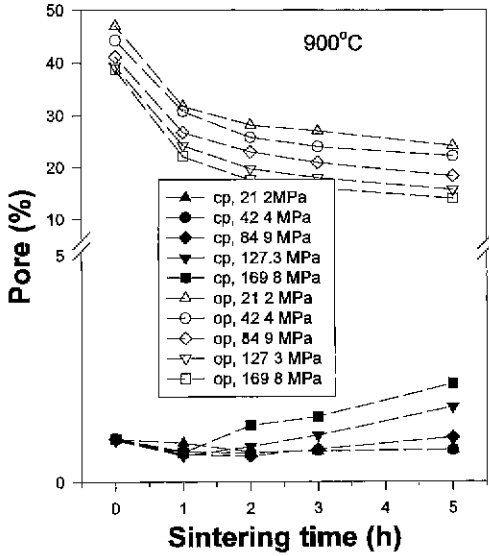 50
900°C
40
30
20
10
5
0
Pore (%)
cp, 21 2MPa
cp, 42 4 MPa
cp, 84 9 MPa
cp, 127.3 MPa
cp, 169 8 MPa
op, 21 2 MPa
op, 42 4 MPa
op, 84 9 MPa
op, 127 3 MPa
op, 169 8 MPa
0 1 2 3 4 5
Sintering time (h)